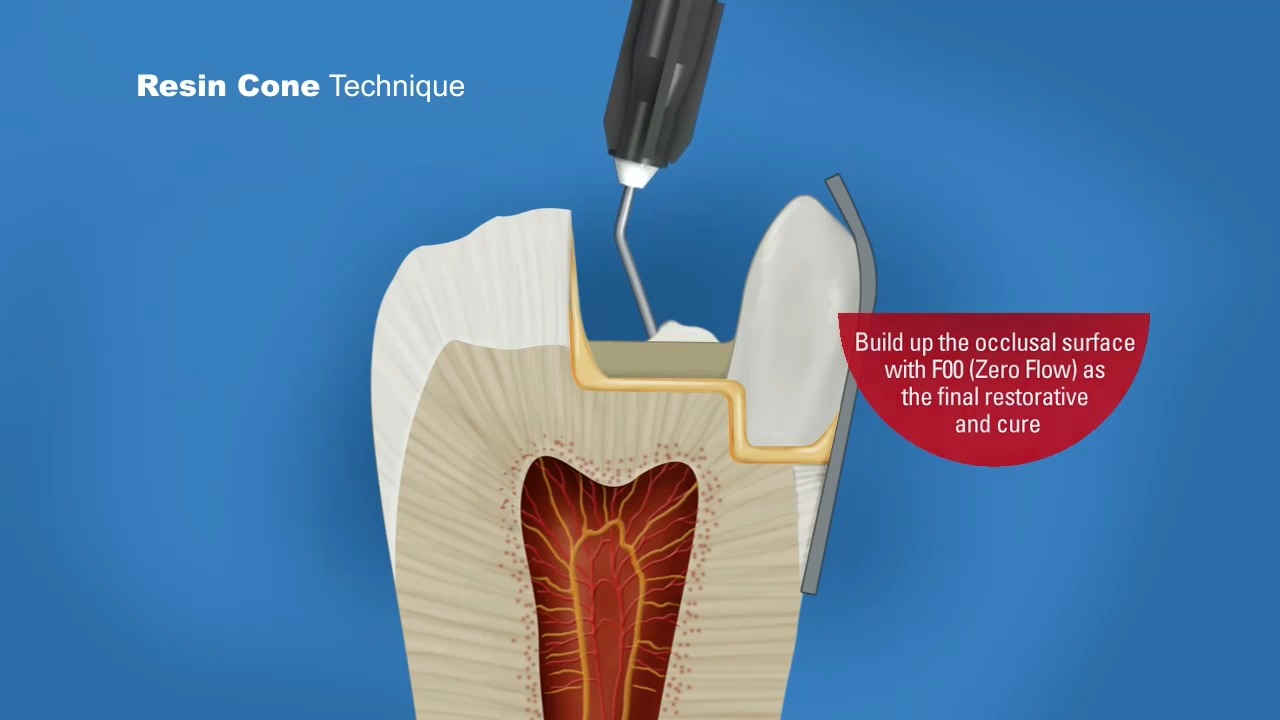 Resin Cone Technique
Build up the occlusal surface
with F00 (Zero Flow) as
the final restorative
and cure